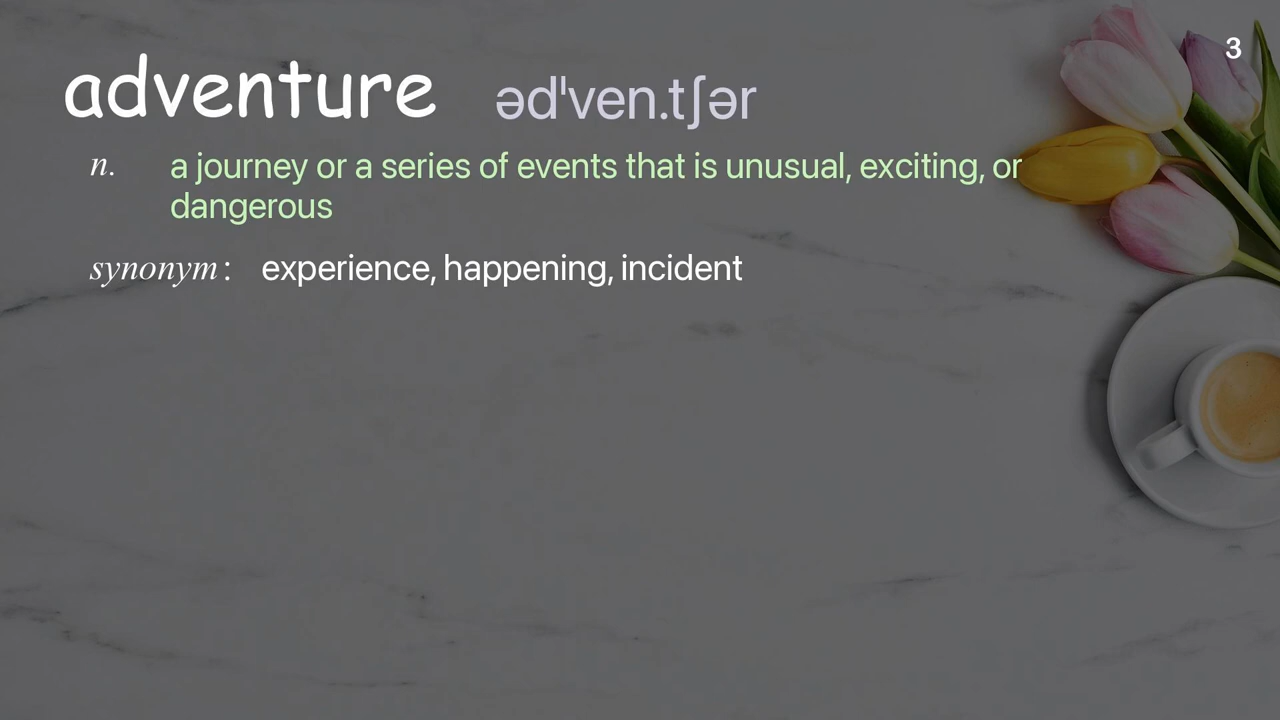 3
adventure ədˈven.tʃər
n. a journey or a series of events that is unusual, exciting, or
dangerous
synonym : experience, happening, incident